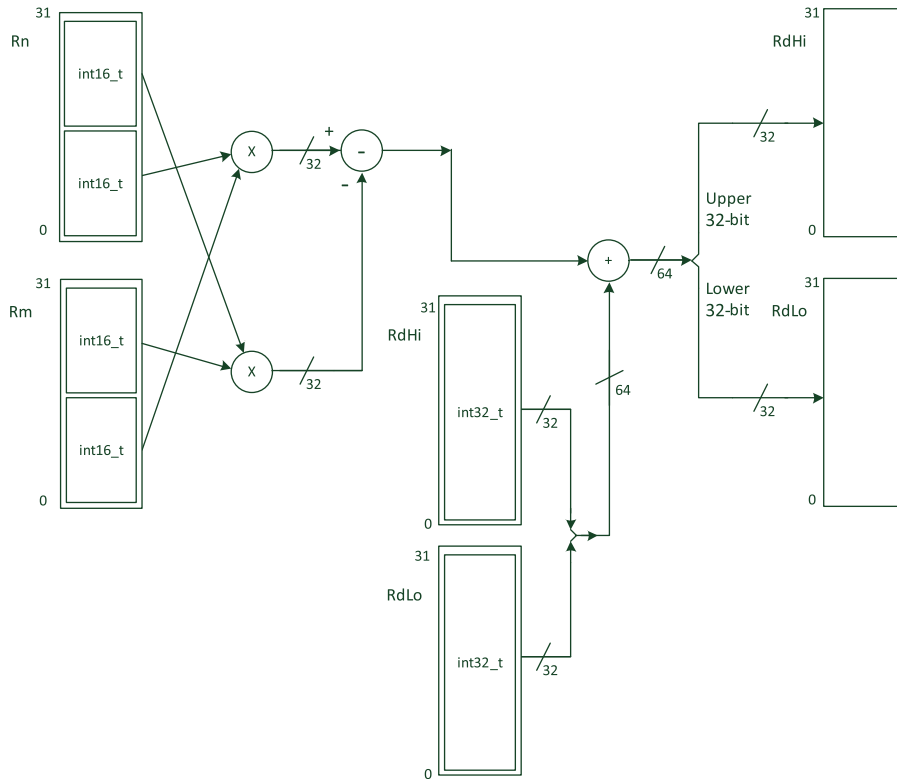 31
Rn
int16_t
int16_t
0
31
Rm
int16_t
int16_t
0
X
32
+
-
-
X
32
31
RdHi
int32_t
32
0
31
RdLo
int32_t
32
0
+
64
64
Upper
32-bit
Lower
32-bit
32
32
31
RdHi
0
31
RdLo
0